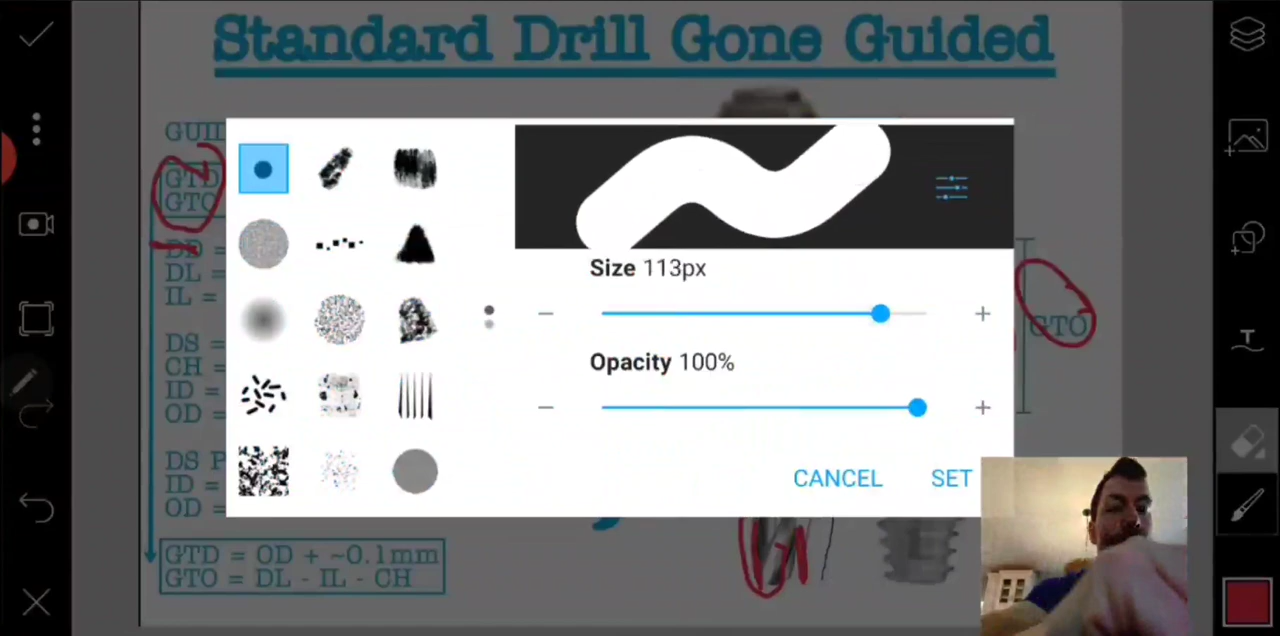 Standard Drill Gone Guided
GTD
GTO
DD =
DL =
IL =
DS =
CH =
ID =
OD =
DS P
ID =
OD =
GTD = OD + ~0.1mm
GTO = DL - IL - CH
Size 113px
Opacity 100%
CANCEL
SET
GTO